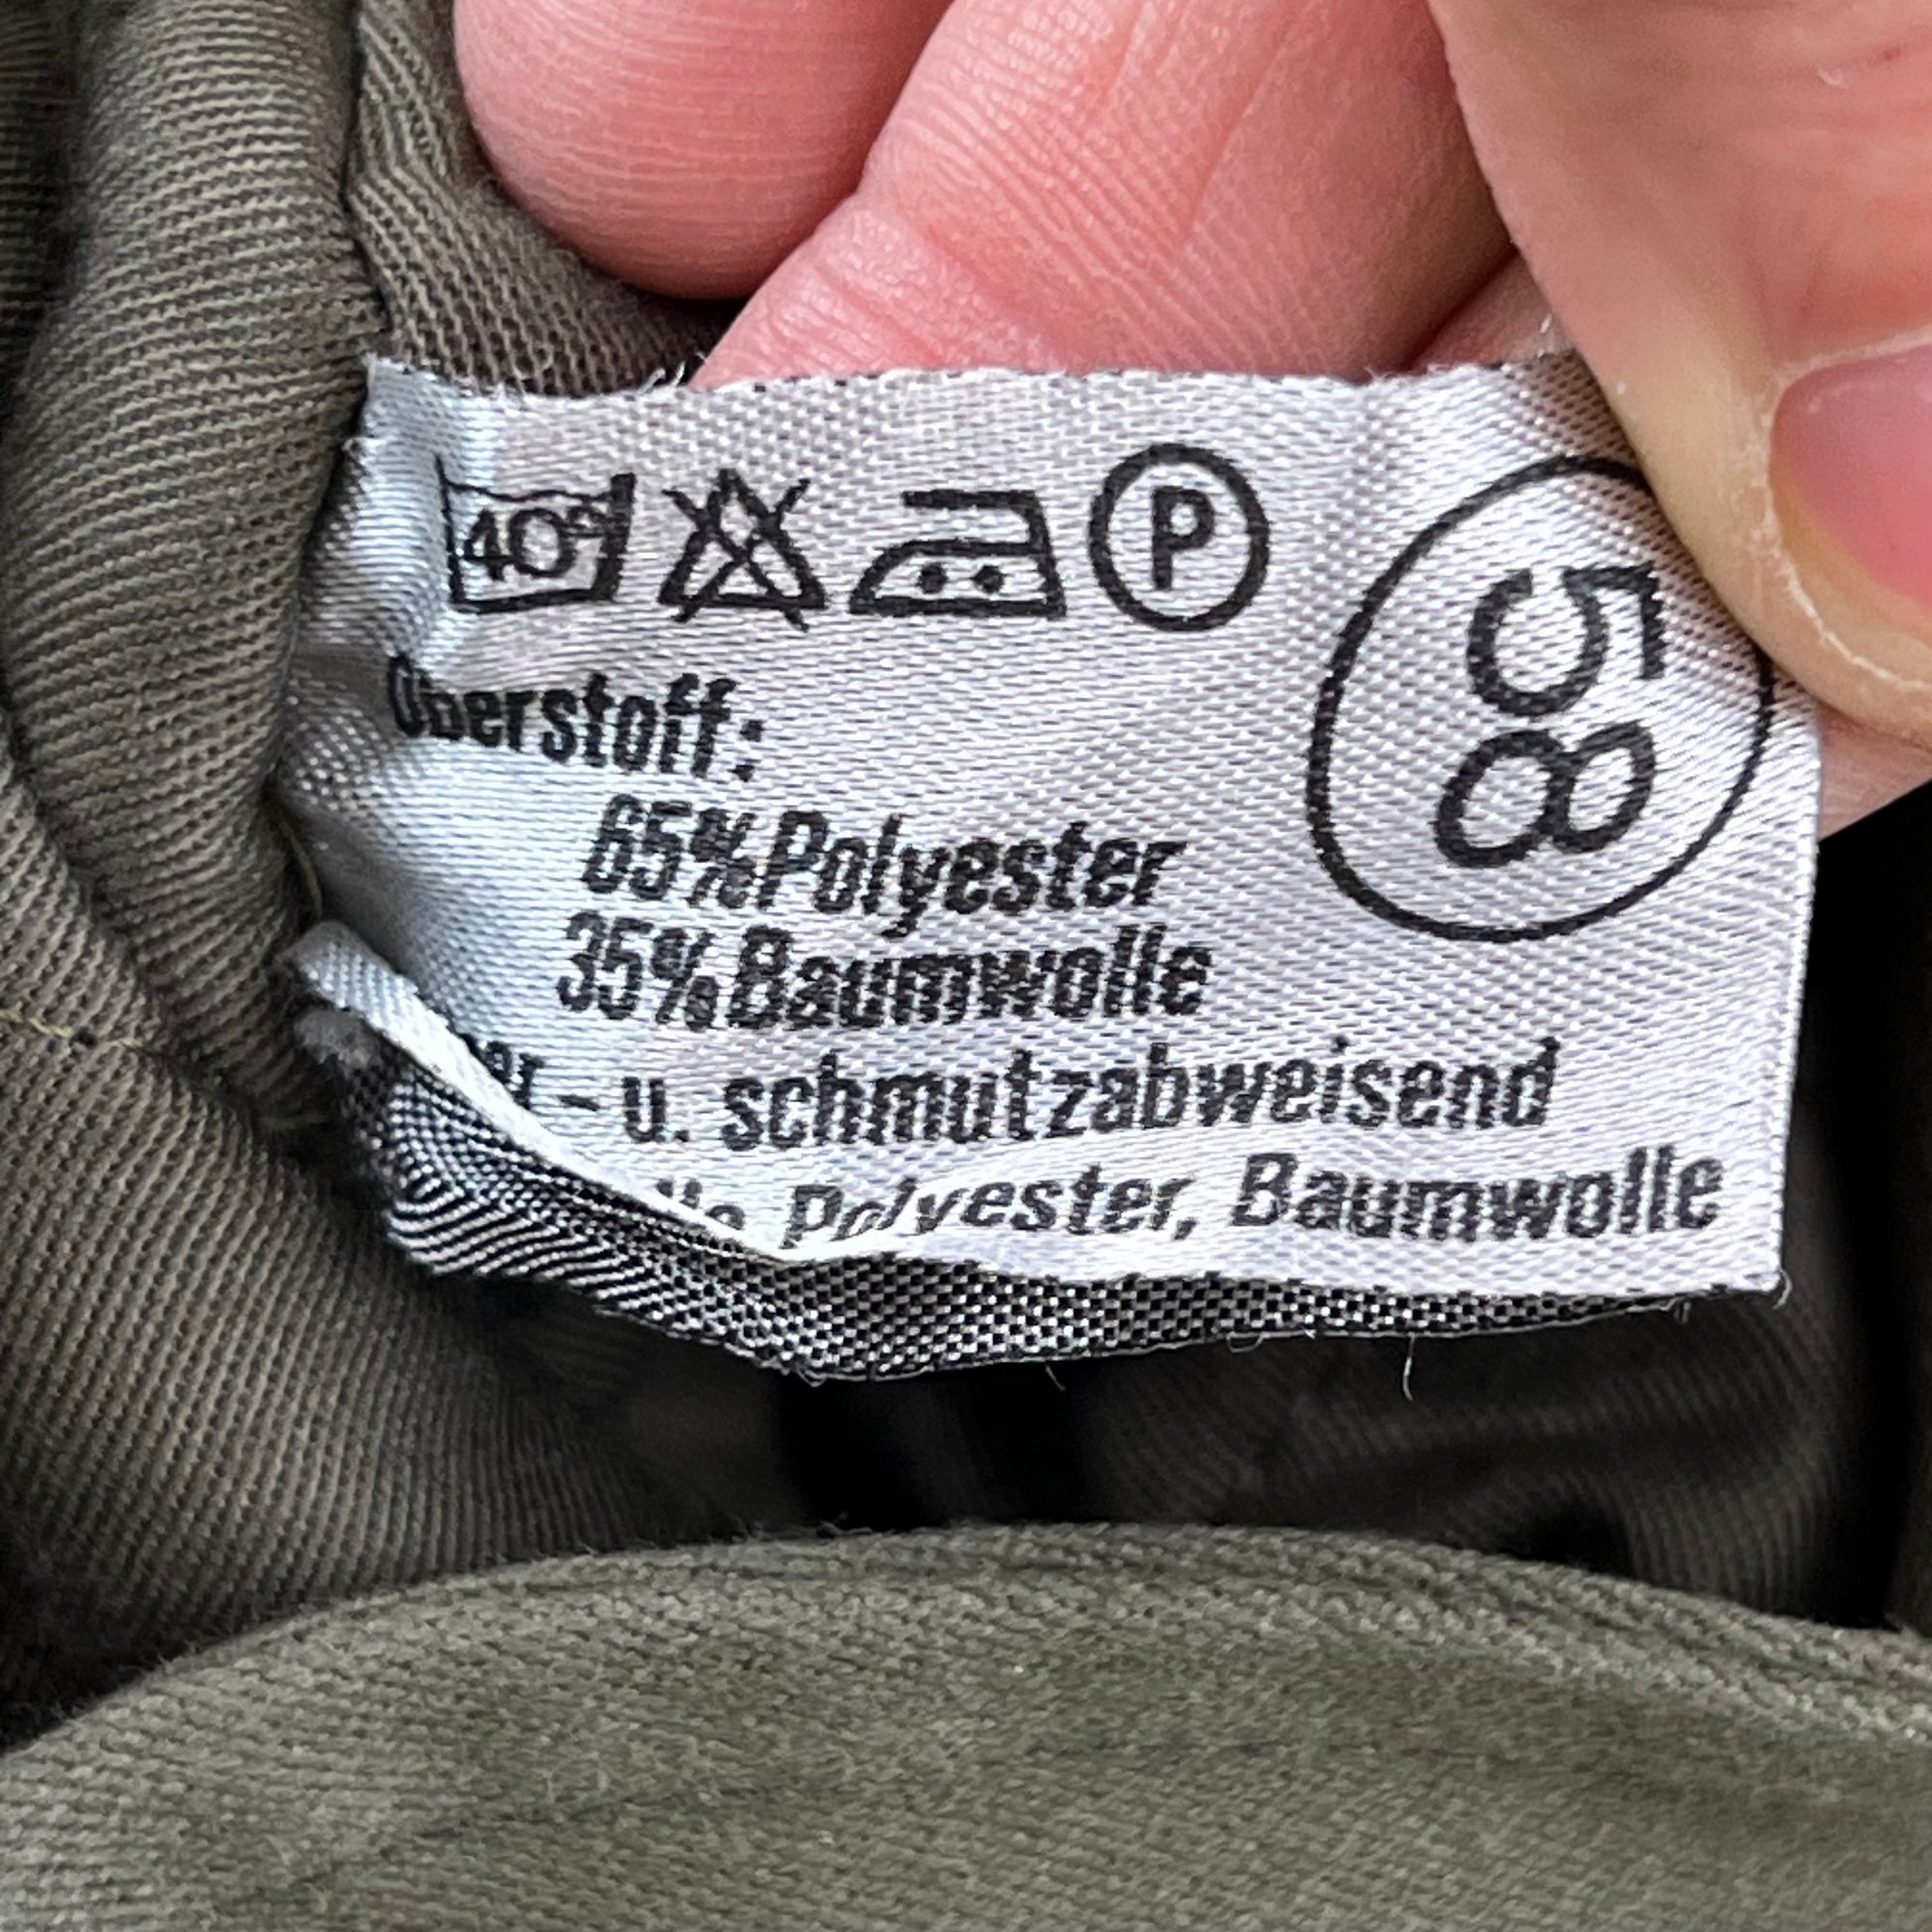 40°
P
58
Oberstoff:
65% Polyester
35% Baumwolle
- u. schmutzabweisend
Polyester, Baumwolle